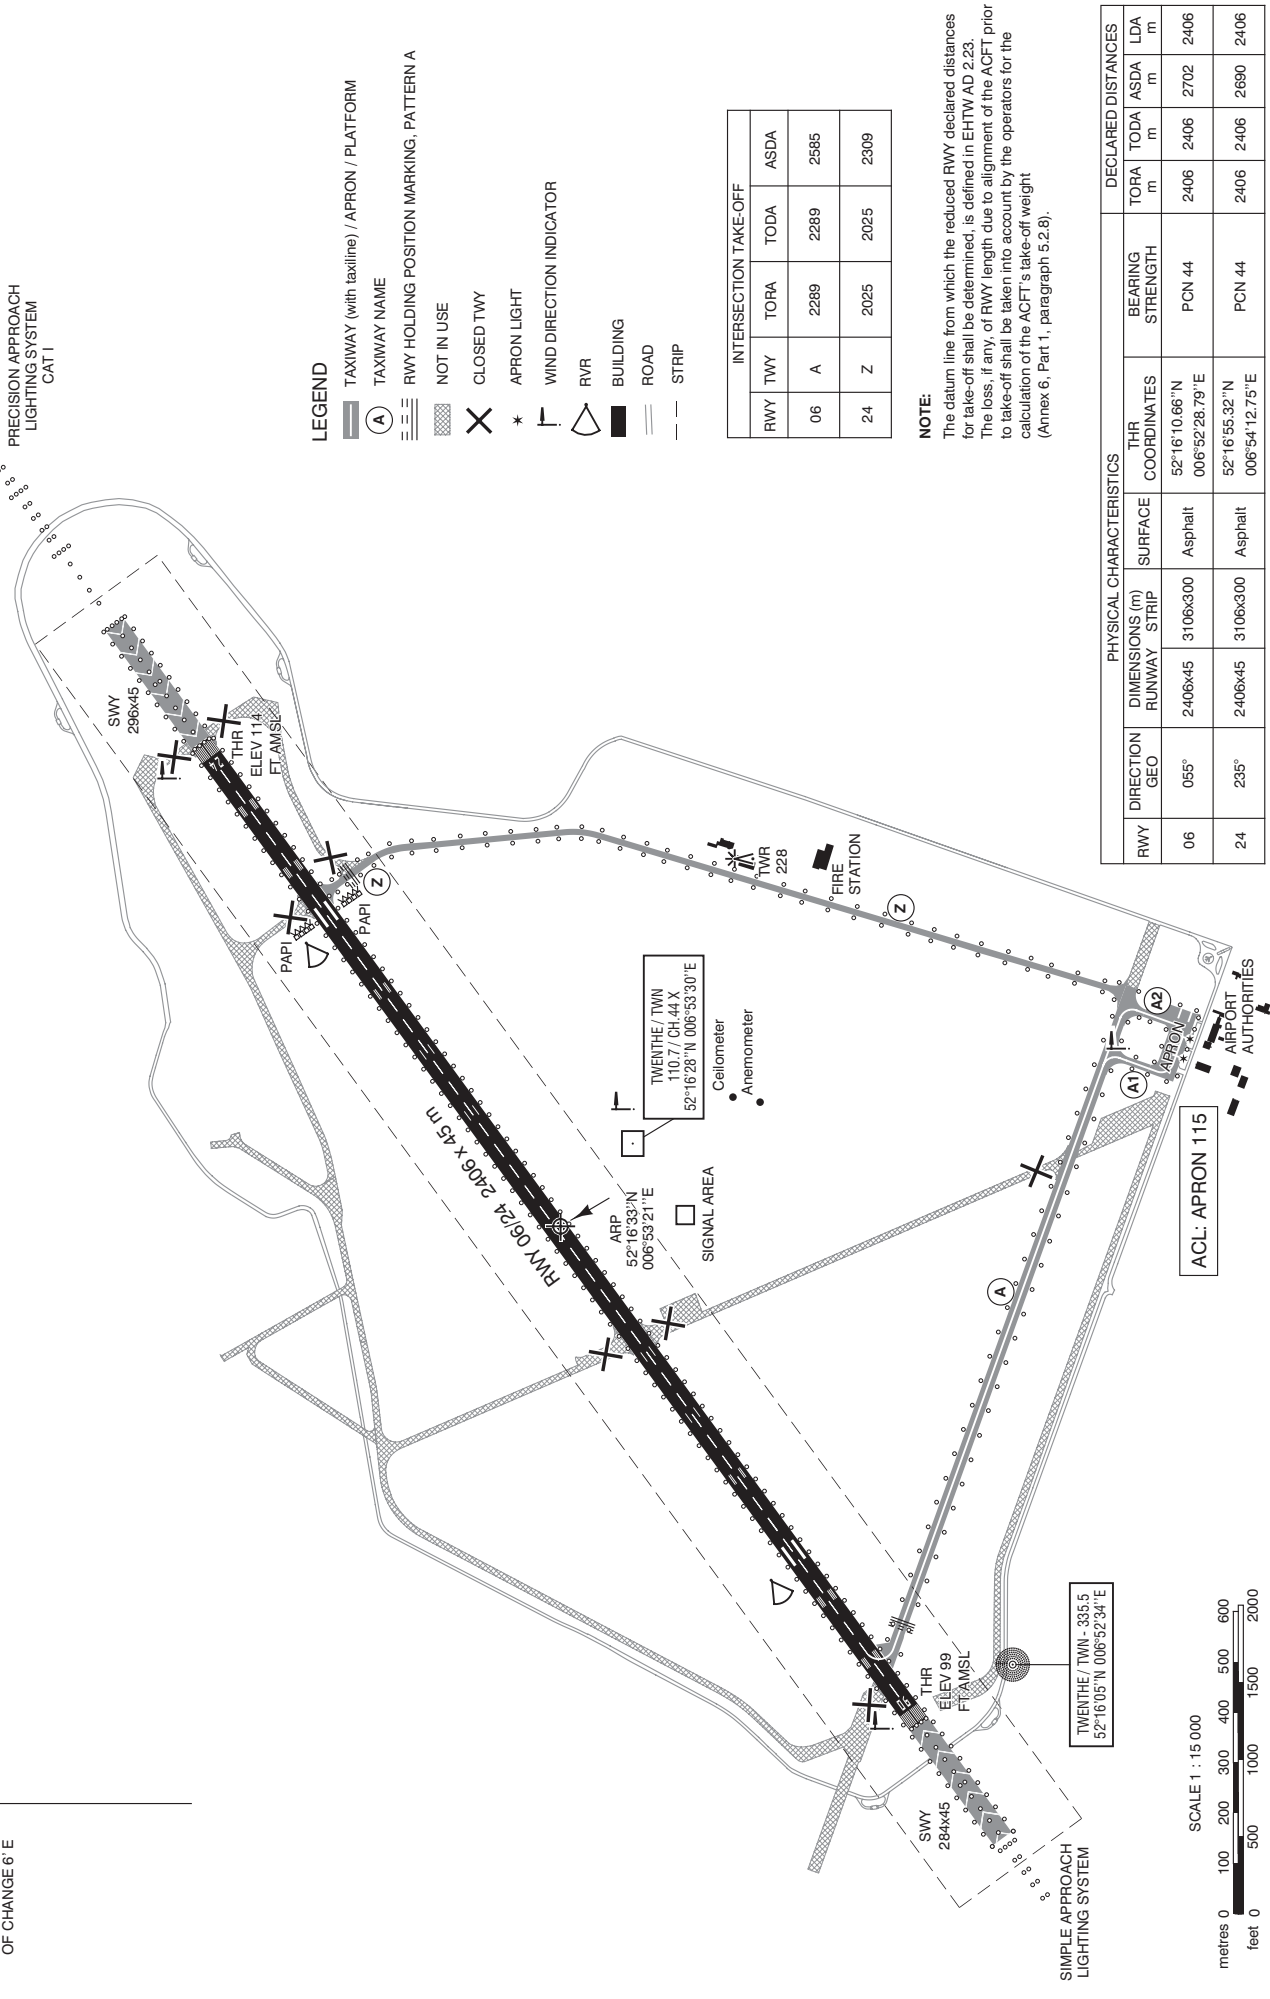 OF CHANGE 6' E
PRECISION APPROACH
LIGHTING SYSTEM
CAT I
SWY
296x45
THR
ELEV 114
FT AMSL
PAPI
PAPI
Z
TWR
228
FIRE
STATION
Z
TWENTHE / TWN
110.7 / CH.44 X
52°16'28''N 006°53'30''E
Ceilometer
Anemometer
RWY 06/24 2406 x 45 m
ARP
52°16'33''N
006°53'21''E
SIGNAL AREA
A2
APRON
A1
AIRPORT
AUTHORITIES
ACL: APRON 115
A
THR
ELEV 99
FT AMSL
SWY
284x45
TWENTHE / TWN - 335.5
52°16'05''N 006°52'34''E
SIMPLE APPROACH
LIGHTING SYSTEM
SCALE 1 : 15 000
metres 0 100 200 300 400 500 600
feet 0 500 1000 1500 2000
LEGEND
TAXIWAY (with taxiline) / APRON / PLATFORM
A TAXIWAY NAME
RWY HOLDING POSITION MARKING, PATTERN A
NOT IN USE
CLOSED TWY
APRON LIGHT
WIND DIRECTION INDICATOR
RVR
BUILDING
ROAD
STRIP
INTERSECTION TAKE-OFF
RWY TWY TORA TODA ASDA
06 A 2289 2289 2585
24 Z 2025 2025 2309
NOTE:
The datum line from which the reduced RWY declared distances
for take-off shall be determined, is defined in EHTW AD 2.23.
The loss, if any, of RWY length due to alignment of the ACFT prior
to take-off shall be taken into account by the operators for the
calculation of the ACFT's take-off weight
(Annex 6, Part 1, paragraph 5.2.8).
PHYSICAL CHARACTERISTICS DECLARED DISTANCES
RWY DIRECTION GEO DIMENSIONS (m) RUNWAY STRIP SURFACE THR COORDINATES BEARING STRENGTH TORA m TODA m ASDA m LDA m
06 055° 2406x45 3106x300 Asphalt 52°16'10.66''N 006°52'28.79''E PCN 44 2406 2406 2702 2406
24 235° 2406x45 3106x300 Asphalt 52°16'55.32''N 006°54'12.75''E PCN 44 2406 2406 2690 2406